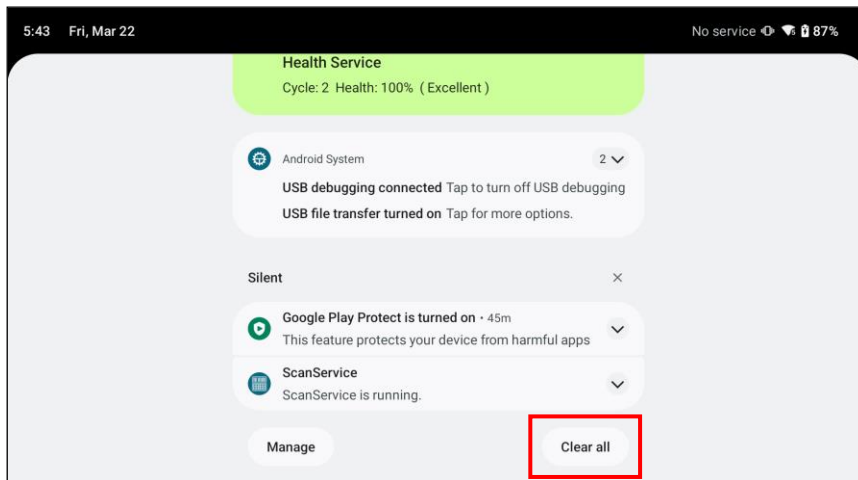 5:43 Fri, Mar 22 No service 87%
Health Service
Cycle: 2 Health: 100% ( Excellent )
Android System 2
USB debugging connected Tap to turn off USB debugging
USB file transfer turned on Tap for more options.
Silent
Google Play Protect is turned on • 45m
This feature protects your device from harmful apps
ScanService
ScanService is running.
Manage Clear all